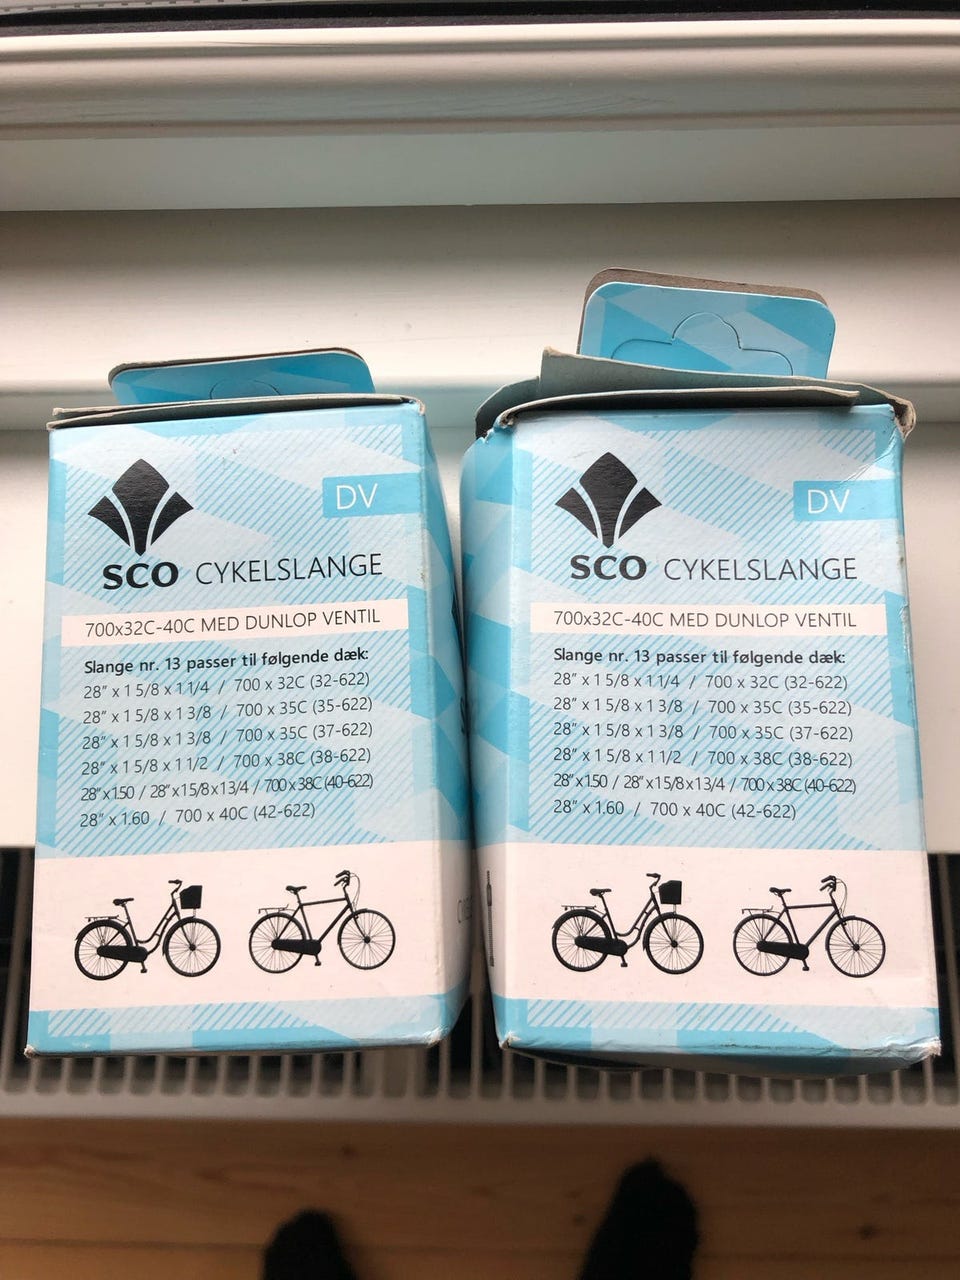 DV
SCO CYKELSLANGE
700x32C-40C MED DUNLOP VENTIL
Slange nr. 13 passer til følgende dæk:
28" x 1 5/8 x 1 1/4 / 700 x 32C (32-622)
28" x 1 5/8 x 1 3/8 / 700 x 35C (35-622)
28" x 1 5/8 x 1 3/8 / 700 x 35C (37-622)
28" x 1 5/8 x 1 1/2 / 700 x 38C (38-622)
28" x 1.50 / 28" x 1 5/8 x 1 3/4 / 700 x 38C (40-622)
28" x 1.60 / 700 x 40C (42-622)
DV
SCO CYKELSLANGE
700x32C-40C MED DUNLOP VENTIL
Slange nr. 13 passer til følgende dæk:
28" x 1 5/8 x 1 1/4 / 700 x 32C (32-622)
28" x 1 5/8 x 1 3/8 / 700 x 35C (35-622)
28" x 1 5/8 x 1 3/8 / 700 x 35C (37-622)
28" x 1 5/8 x 1 1/2 / 700 x 38C (38-622)
28" x 1.50 / 28" x 1 5/8 x 1 3/4 / 700 x 38C (40-622)
28" x 1.60 / 700 x 40C (42-622)